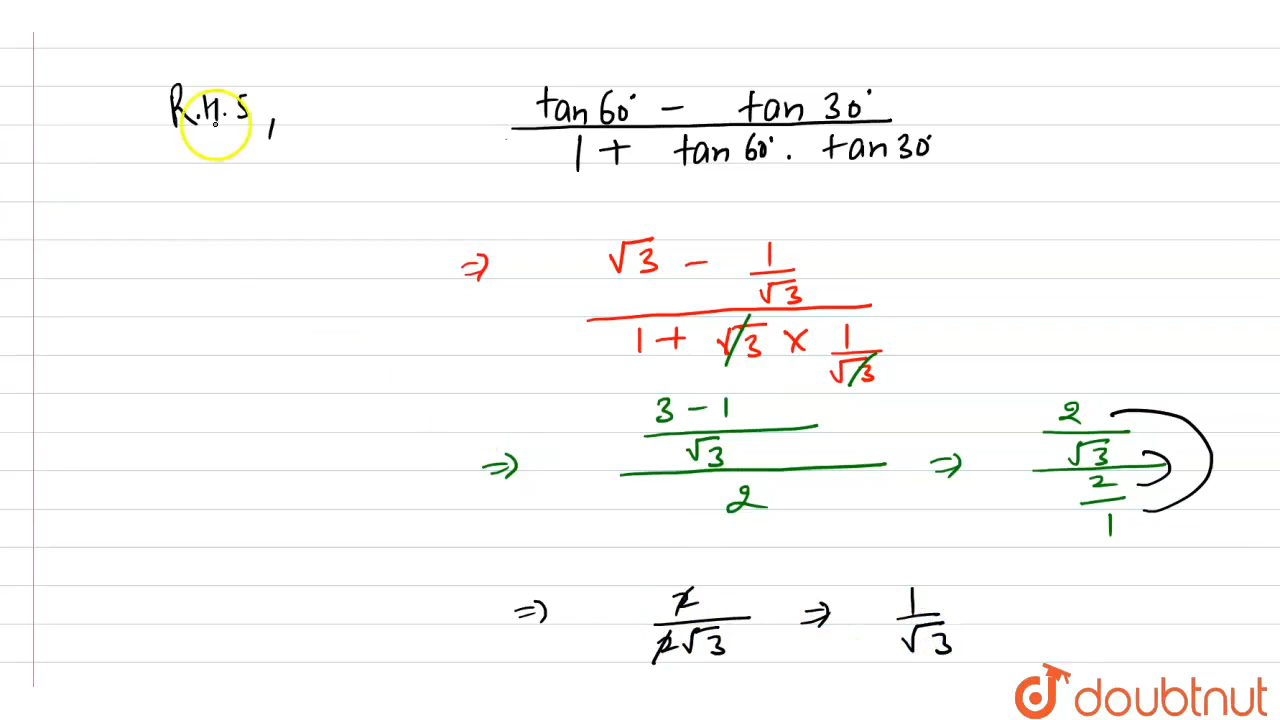 R.H.S,
tan 60° - tan 30°
1 + tan 60° . tan 30°
⇒ √3 - 1/√3
1 + √3 × 1/√3
⇒ 3 - 1/√3 ⇒ 2/√3
2 2/1
⇒ 2/2√3 ⇒ 1/√3
doubtnut